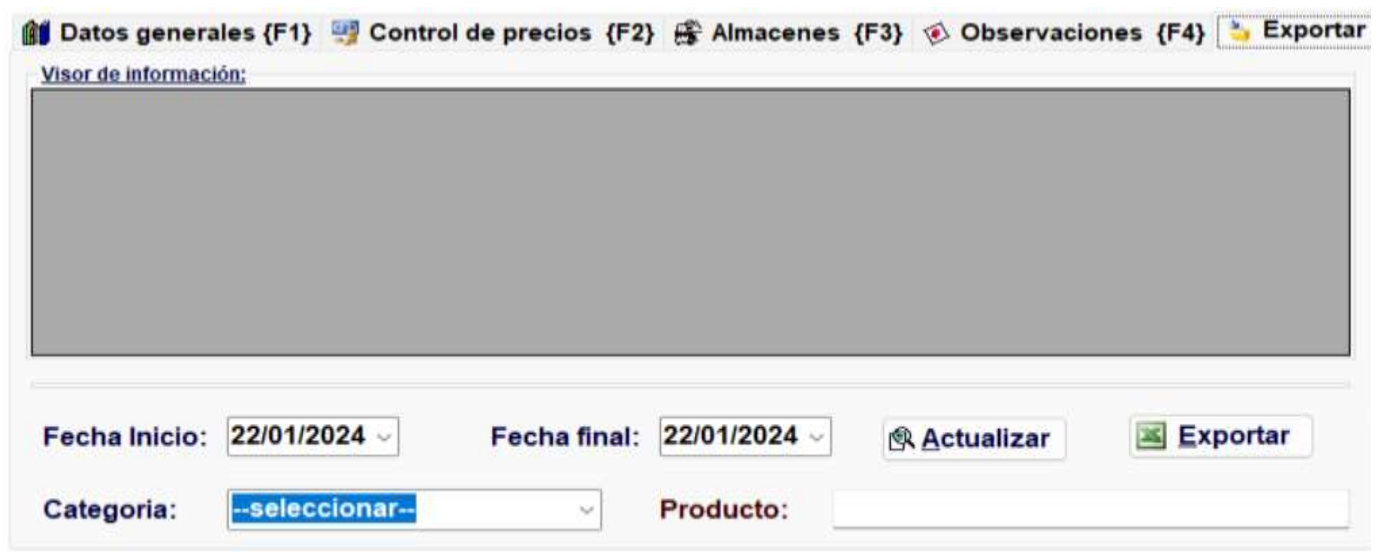 Datos generales {F1} Control de precios {F2} Almacenes {F3} Observaciones {F4} Exportar
Visor de información:
Fecha Inicio: 22/01/2024 Fecha final: 22/01/2024 Actualizar Exportar
Categoria: --seleccionar-- Producto: